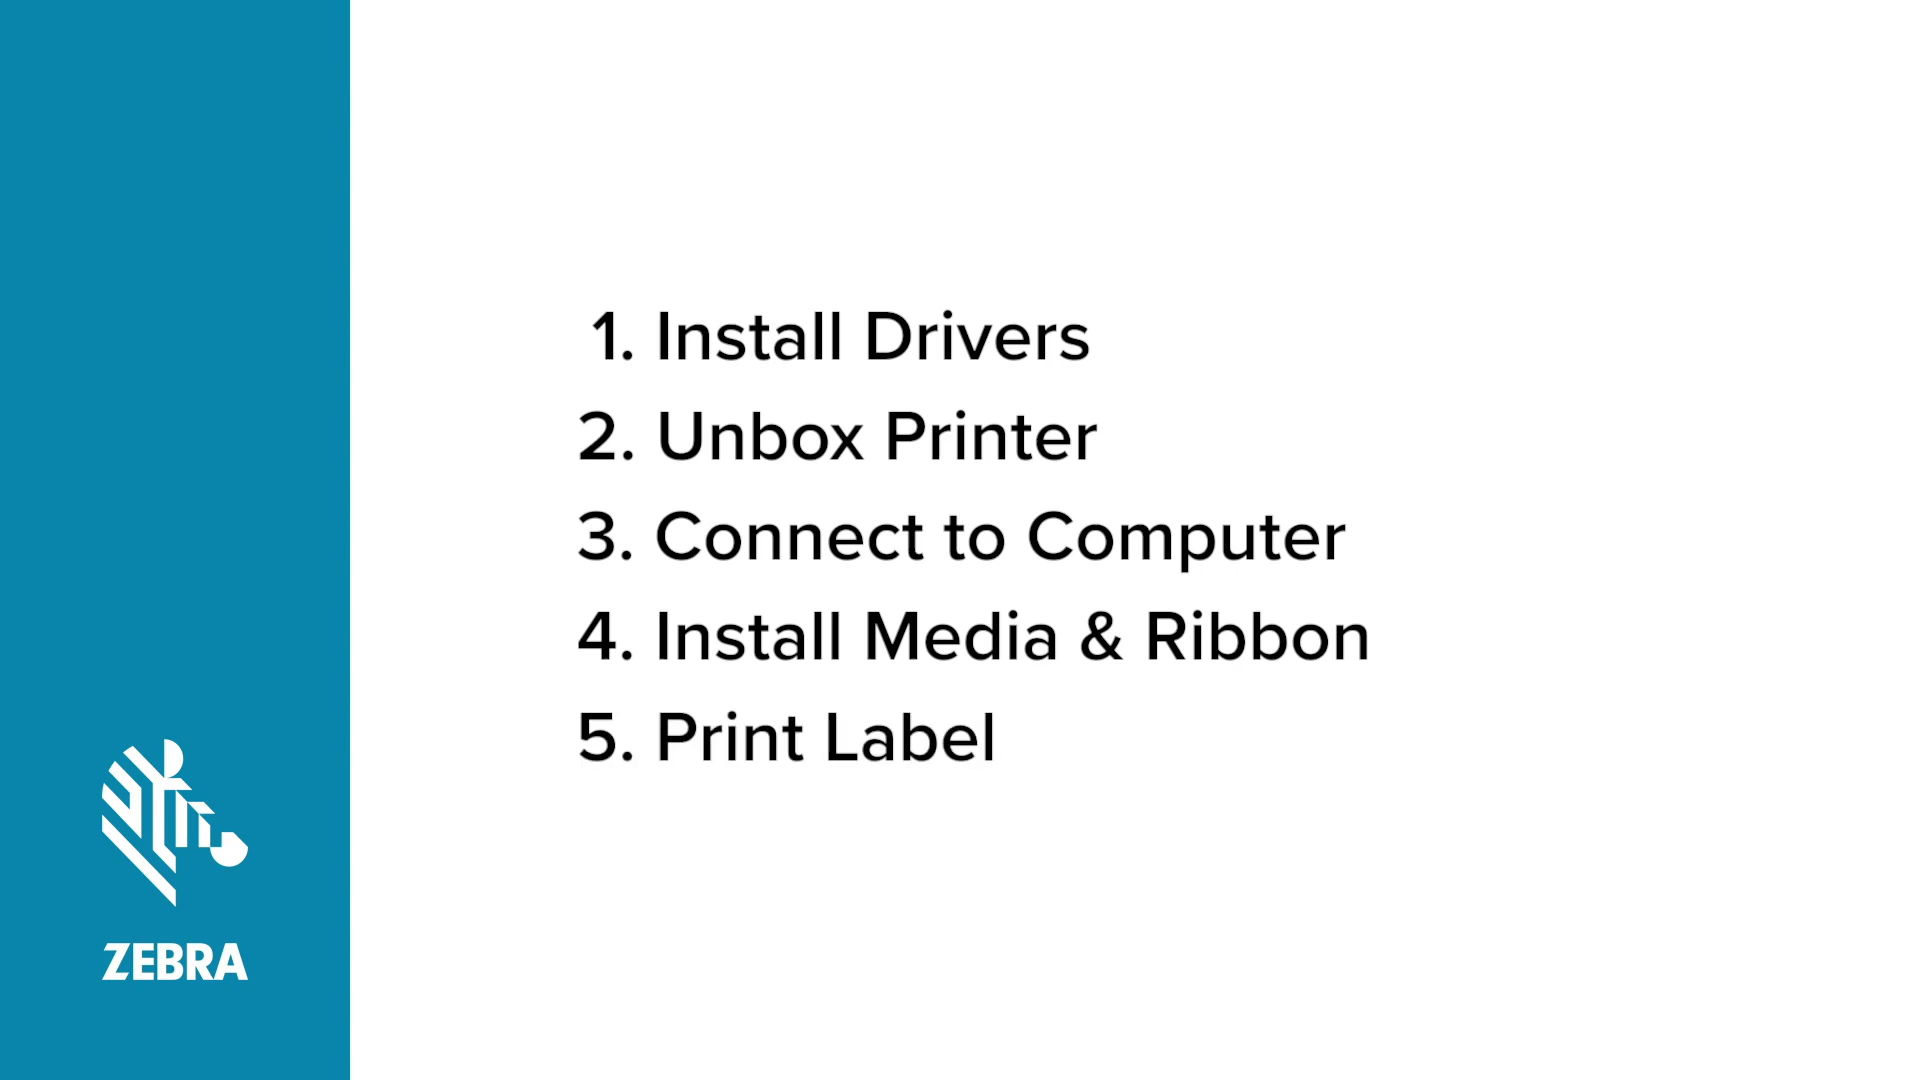 1. Install Drivers
2. Unbox Printer
3. Connect to Computer
4. Install Media & Ribbon
5. Print Label
ZEBRA